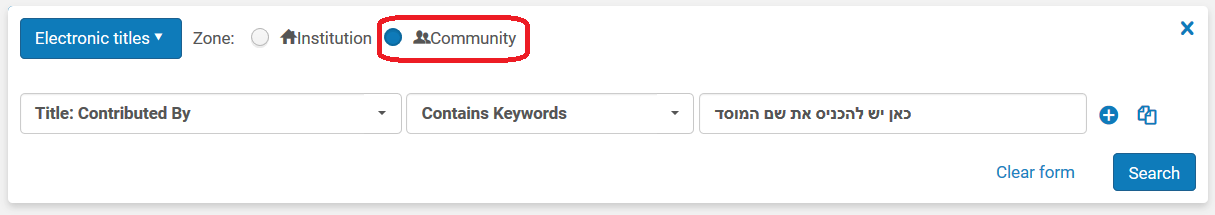 Electronic titles Zone: Institution Community
Title: Contributed By Contains Keywords כאן יש להכניס את שם המוסד
Clear form Search